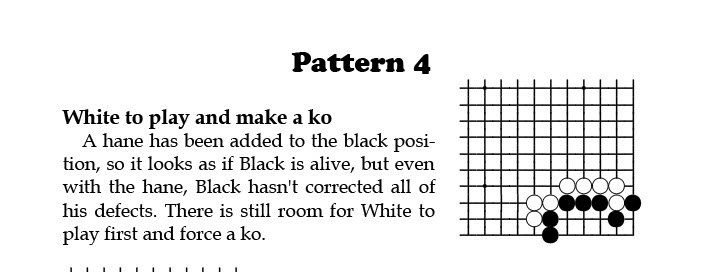 Pattern 4
White to play and make a ko
A hane has been added to the black posi-
tion, so it looks as if Black is alive, but even
with the hane, Black hasn't corrected all of
his defects. There is still room for White to
play first and force a ko.